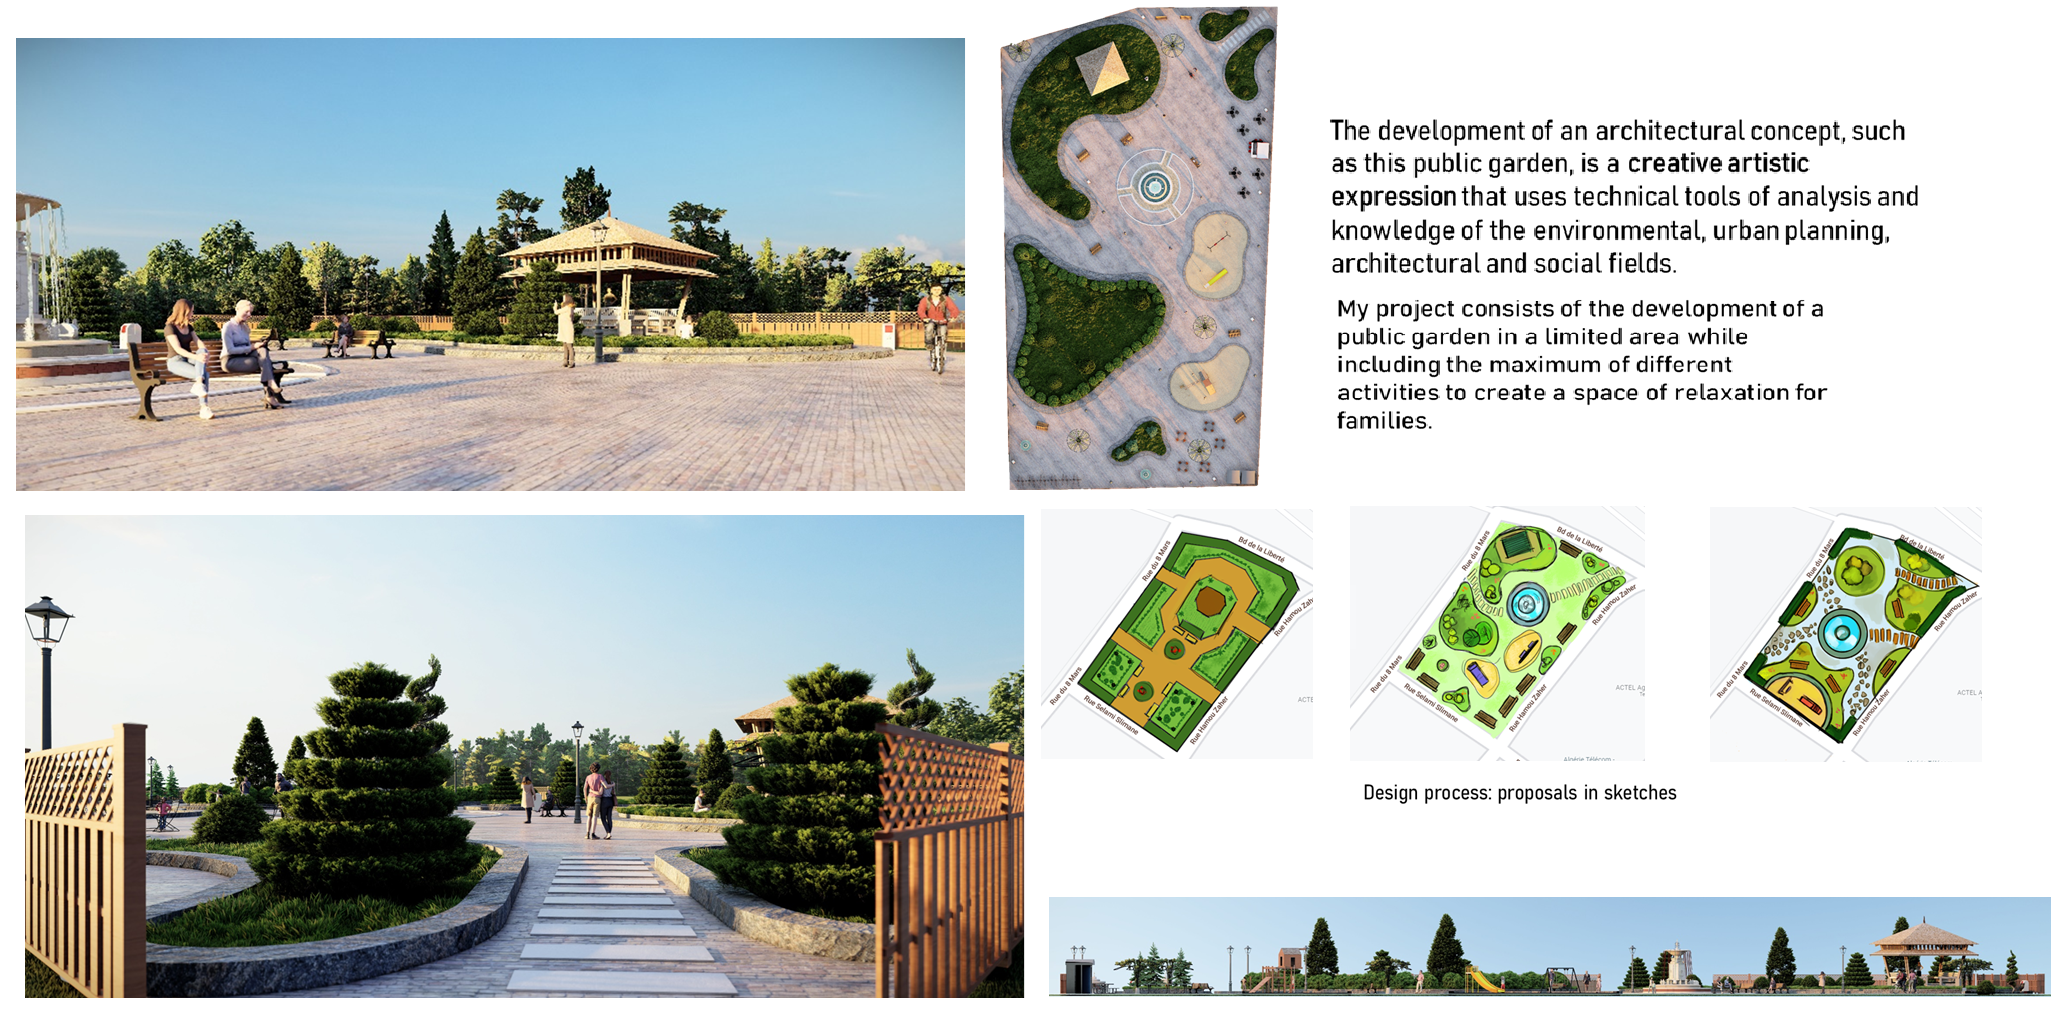 The development of an architectural concept, such
as this public garden, is a creative artistic
expression that uses technical tools of analysis and
knowledge of the environmental, urban planning,
architectural and social fields.
My project consists of the development of a
public garden in a limited area while
including the maximum of different
activities to create a space of relaxation for
families.
Rue du 8 Mars
Bd de la Liberté
Rue Hamou Zaher
Rue du 8 Mars
Rue Selami Slimane
Rue Hamou Zaher
ACTE
Rue du 8 Mars
Bd de la Liberté
Rue Hamou Zaher
Rue du 8 Mars
Rue Selami Slimane
Rue Hamou Zaher
ACTEL Ag
Algérie Télécom -
Rue du 8 Mars
Bd de la Liberté
Rue Hamou Zaher
Rue du 8 Mars
Rue Selami Slimane
Rue Hamou Zaher
ACTEL A
Design process: proposals in sketches